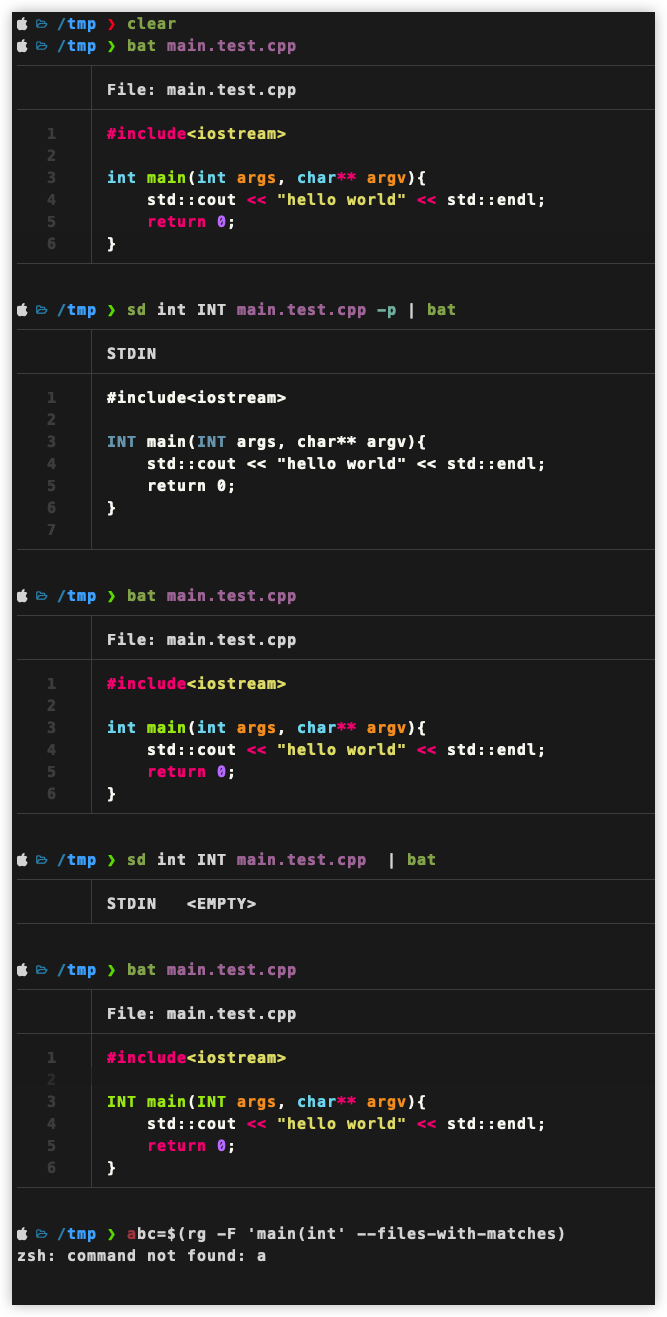 /tmp ❯ clear
/tmp ❯ bat main.test.cpp
File: main.test.cpp
1 #include<iostream>
2
3 int main(int args, char** argv){
4     std::cout << "hello world" << std::endl;
5     return 0;
6 }
/tmp ❯ sd int INT main.test.cpp -p | bat
STDIN
1 #include<iostream>
2
3 INT main(INT args, char** argv){
4     std::cout << "hello world" << std::endl;
5     return 0;
6 }
7
/tmp ❯ bat main.test.cpp
File: main.test.cpp
1 #include<iostream>
2
3 int main(int args, char** argv){
4     std::cout << "hello world" << std::endl;
5     return 0;
6 }
/tmp ❯ sd int INT main.test.cpp  | bat
STDIN   <EMPTY>
/tmp ❯ bat main.test.cpp
File: main.test.cpp
1 #include<iostream>
2
3 INT main(INT args, char** argv){
4     std::cout << "hello world" << std::endl;
5     return 0;
6 }
/tmp ❯ abc=$(rg -F 'main(int' --files-with-matches)
zsh: command not found: a